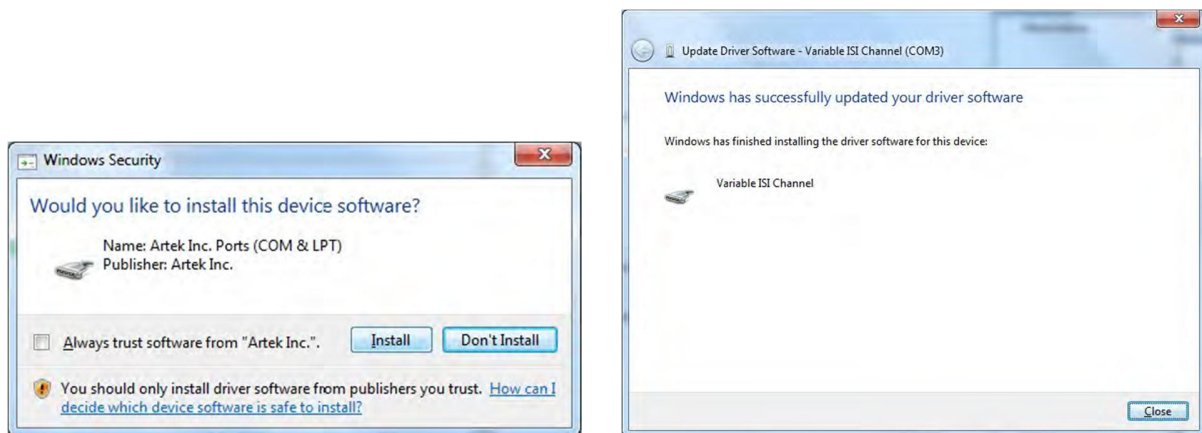 Windows Security
Would you like to install this device software?
Name: Artek Inc. Ports (COM & LPT)
Publisher: Artek Inc.
Always trust software from "Artek Inc.".
Install
Don't Install
You should only install driver software from publishers you trust. How can I
decide which device software is safe to install?
Update Driver Software - Variable ISI Channel (COM3)
Windows has successfully updated your driver software
Windows has finished installing the driver software for this device:
Variable ISI Channel
Close